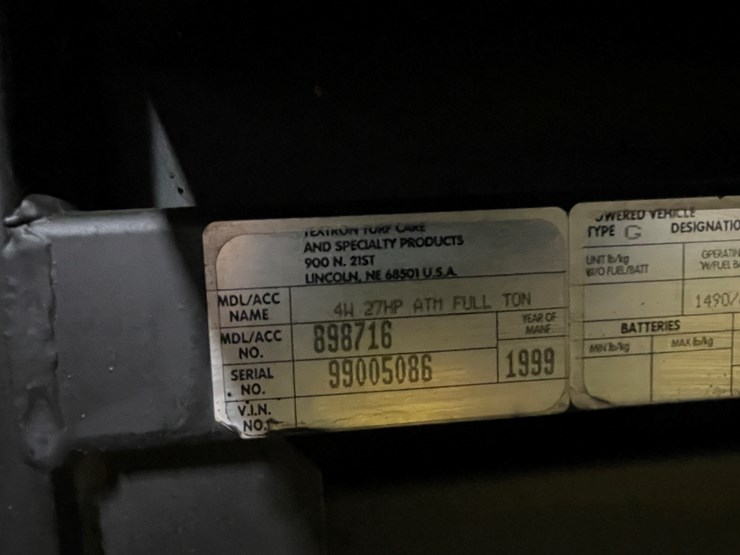 TEXTRON TURF CARE
AND SPECIALTY PRODUCTS
900 N. 21ST
LINCOLN, NE 68501 U.S.A.
MDL/ACC NAME 4W 27HP ATM FULL TON
MDL/ACC NO. 898716
YEAR OF MANF 1999
SERIAL NO. 99005086
V.I.N. NO.
POWERED VEHICLE
TYPE G DESIGNATIO
UNIT lb/kg W/O FUEL/BATT
OPERATIN W/FUEL B
1490/
BATTERIES
MIN lb/kg MAX lb/kg